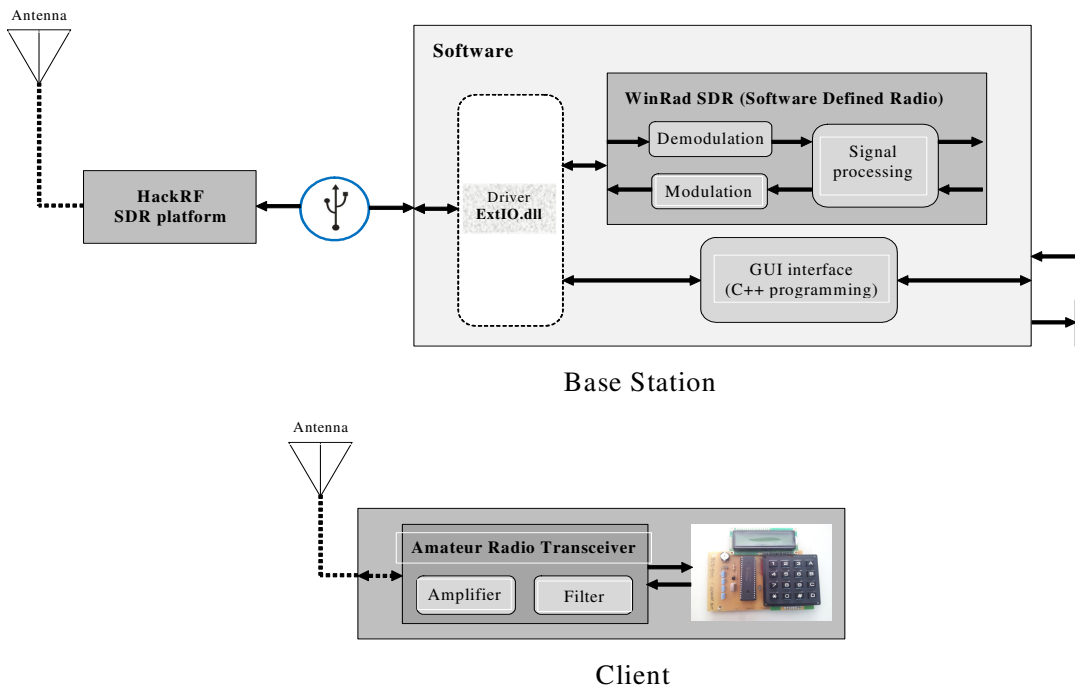 Antenna
Software
WinRad SDR (Software Defined Radio)
Demodulation
Signal
processing
Modulation
HackRF
SDR platform
Driver
ExtIO.dll
GUI interface
(C++ programming)
Base Station
Antenna
Amateur Radio Transceiver
Amplifier
Filter
Client